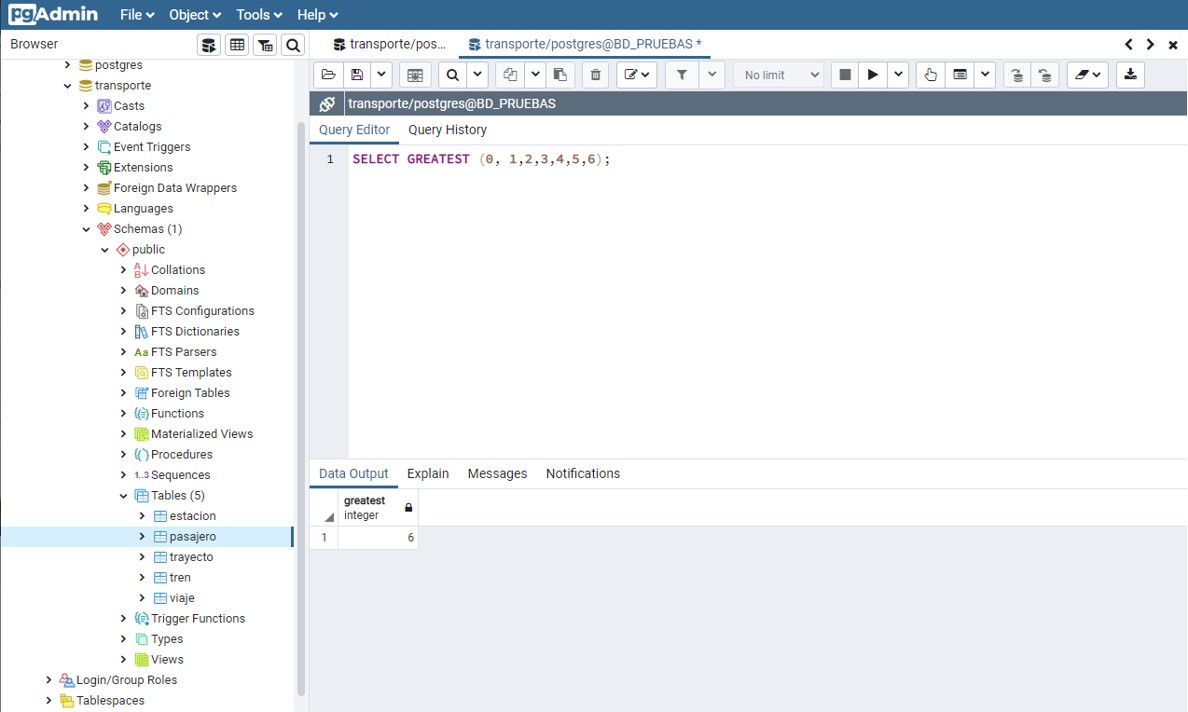 pgAdmin File Object Tools Help
Browser
transporte/pos...
transporte/postgres@BD_PRUEBAS *
postgres
transporte
Casts
Catalogs
Event Triggers
Extensions
Foreign Data Wrappers
Languages
Schemas (1)
public
Collations
Domains
FTS Configurations
FTS Dictionaries
Aa FTS Parsers
FTS Templates
Foreign Tables
Functions
Materialized Views
Procedures
1..3 Sequences
Tables (5)
estacion
pasajero
trayecto
tren
viaje
Trigger Functions
Types
Views
Login/Group Roles
Tablespaces
No limit
transporte/postgres@BD_PRUEBAS
Query Editor Query History
1 SELECT GREATEST (0, 1,2,3,4,5,6);
Data Output Explain Messages Notifications
greatest
integer
1 6